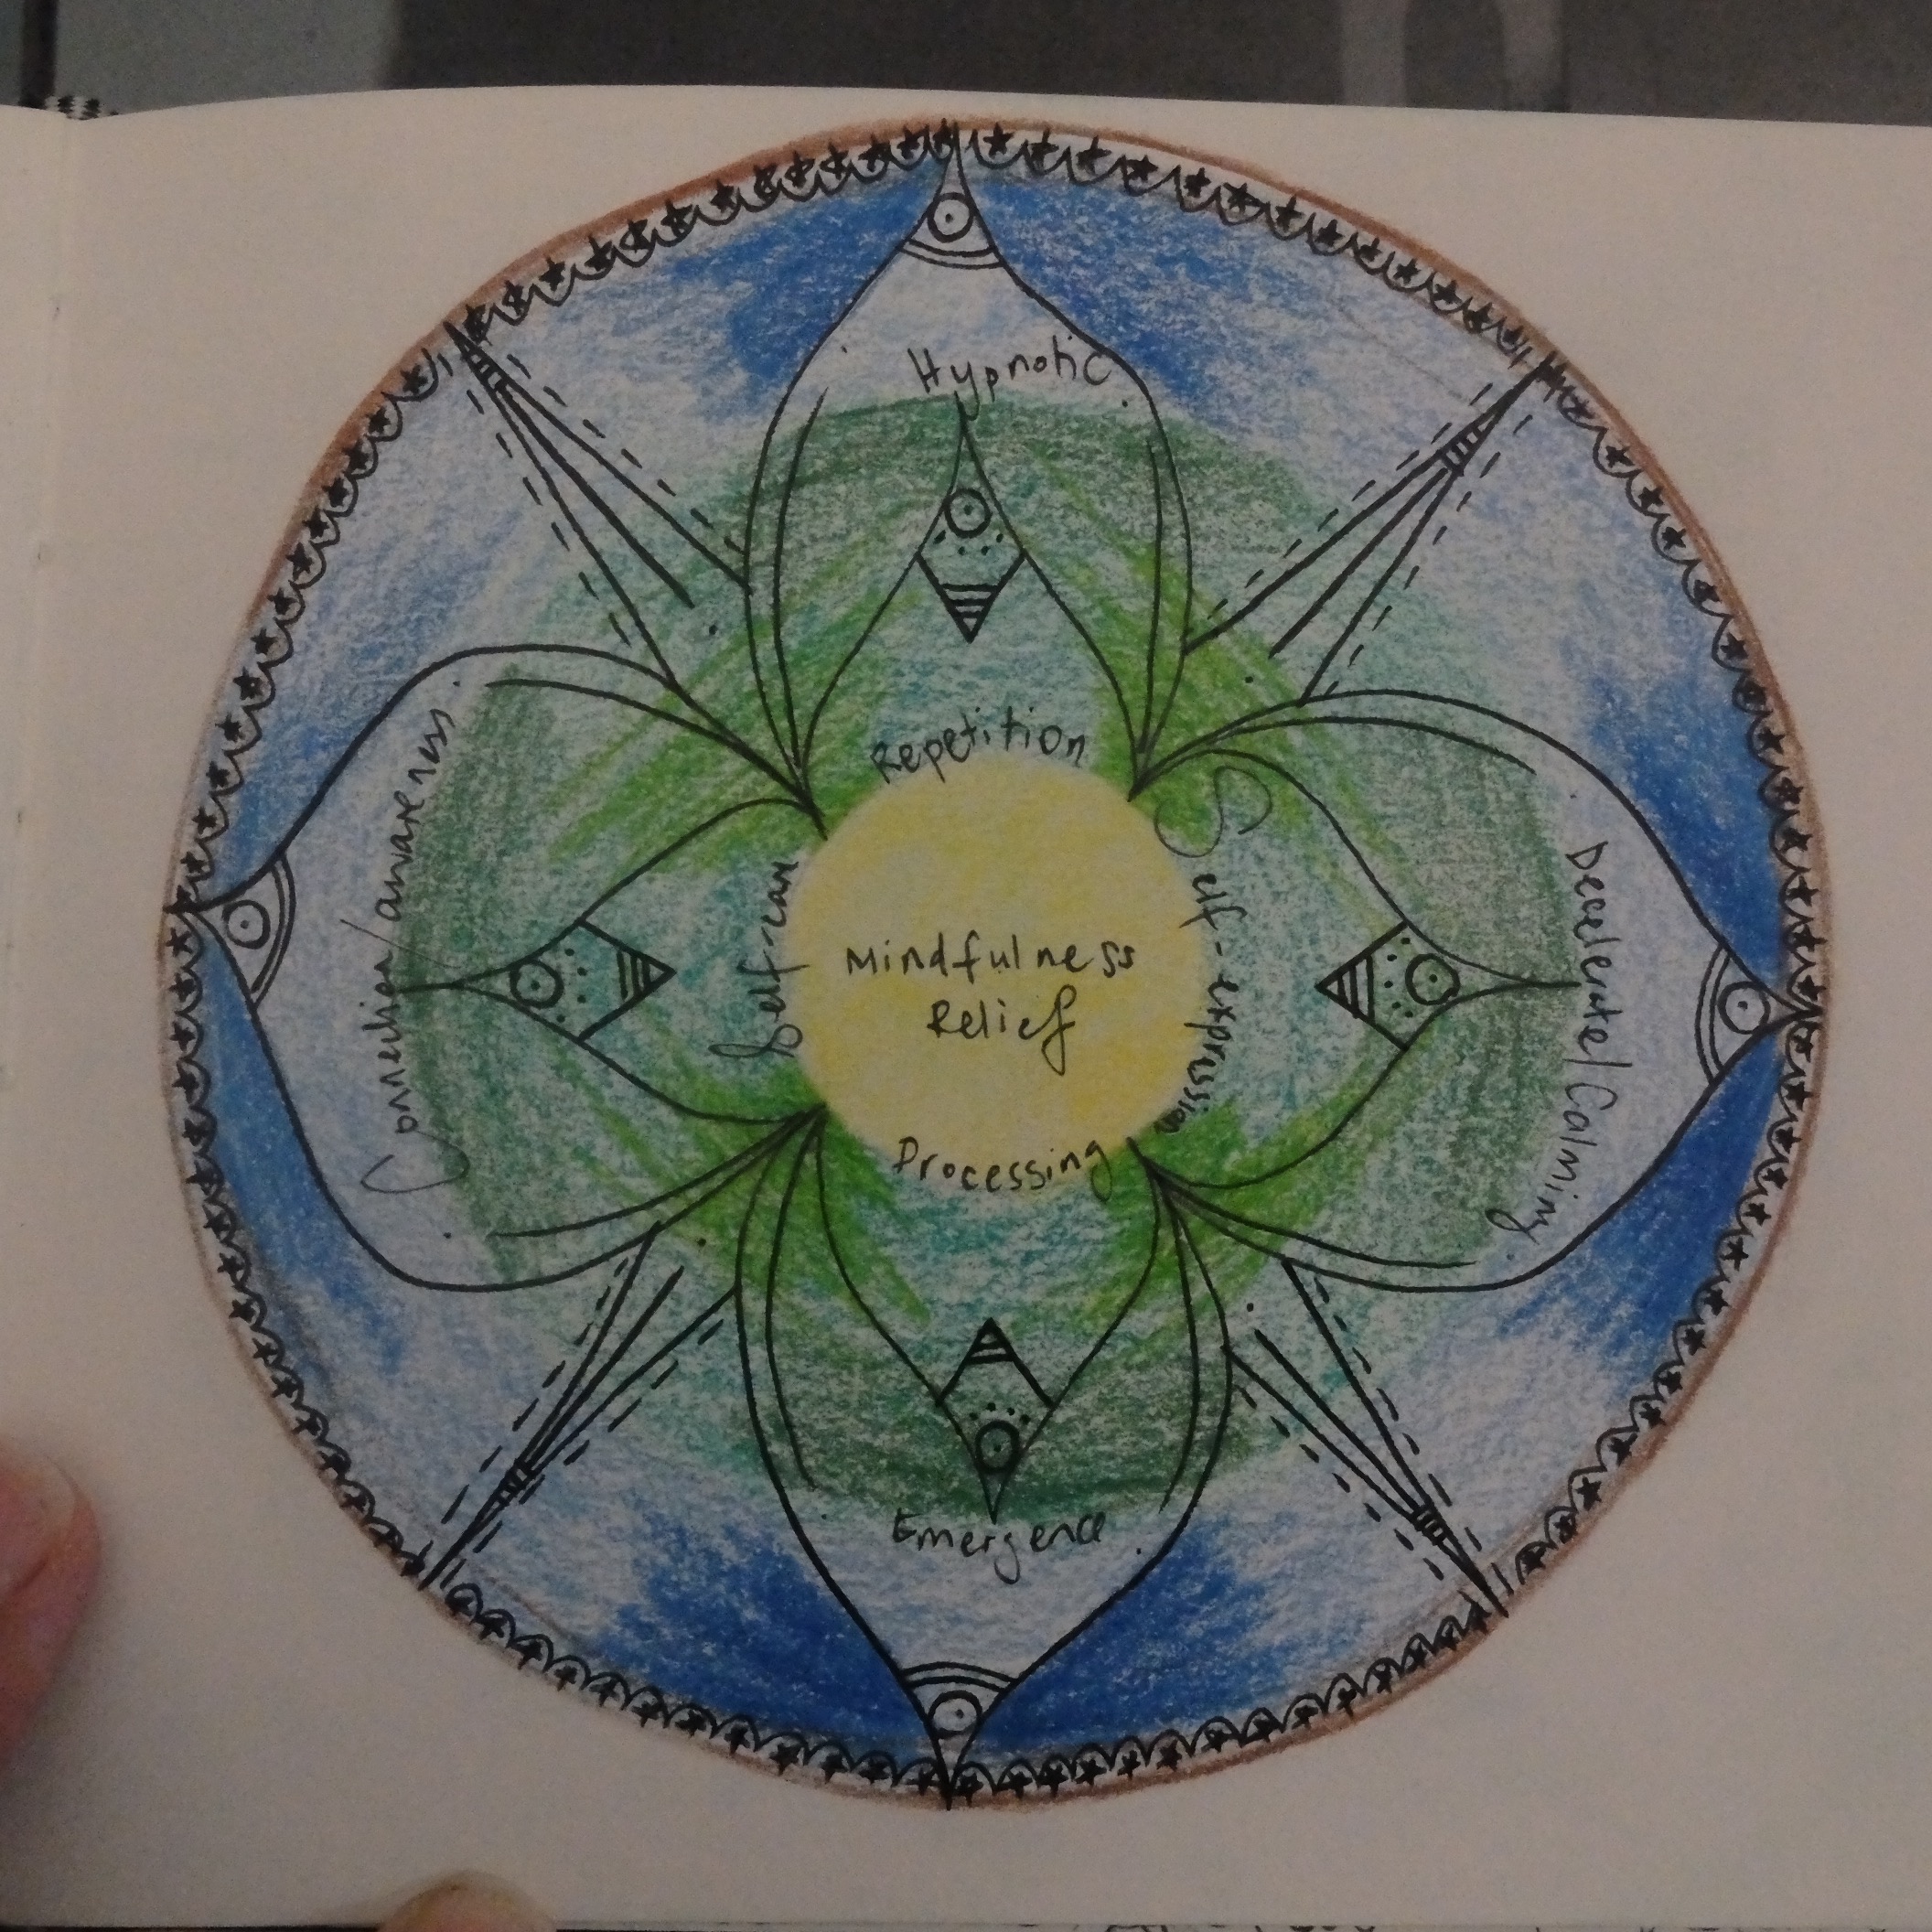 Hypnotic
Repetition
Connection/awareness
Self-care
Mindfulness
Relief
Self-expression
Decelerate/Calming
Processing
Emergence